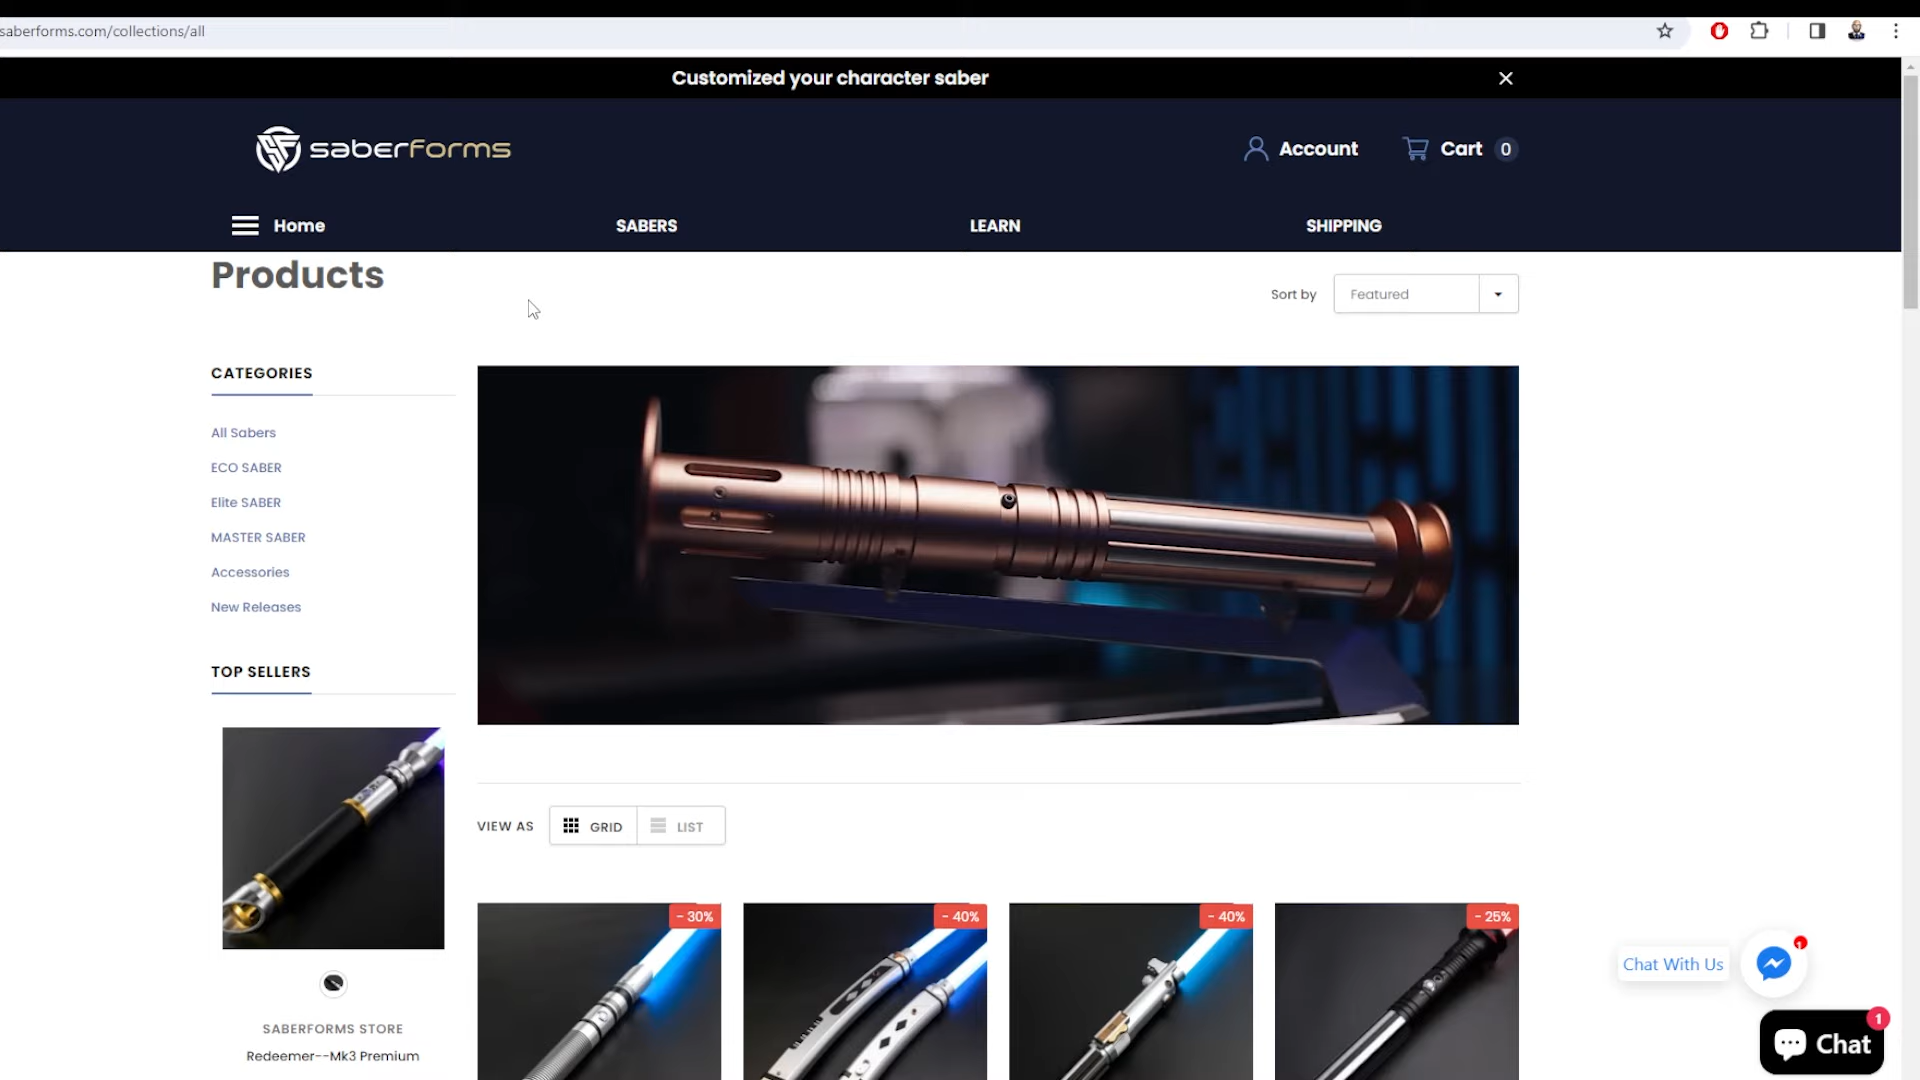 saberforms.com/collections/all
Customized your character saber
saberforms
Account
Cart 0
Home
SABERS
LEARN
SHIPPING
Products
Sort by
Featured
CATEGORIES
All Sabers
ECO SABER
Elite SABER
MASTER SABER
Accessories
New Releases
TOP SELLERS
SABERFORMS STORE
Redeemer--Mk3 Premium
VIEW AS
GRID
LIST
- 30%
- 40%
- 40%
- 25%
Chat With Us
1
1
Chat